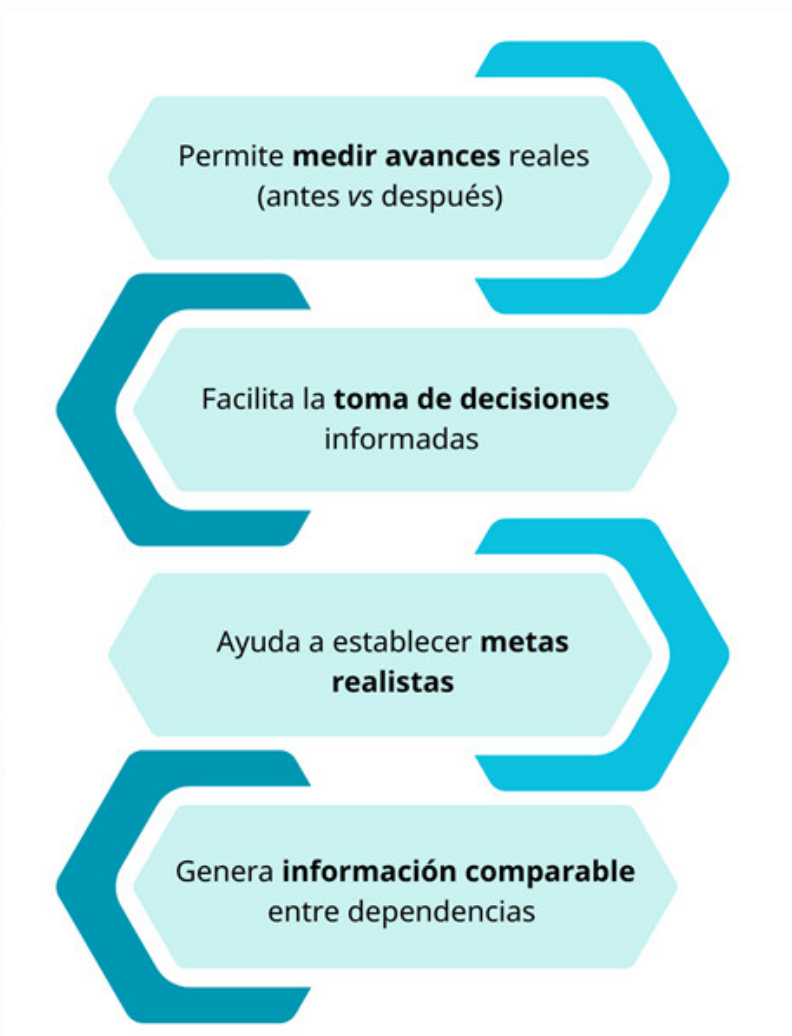 Permite medir avances reales
(antes vs después)
Facilita la toma de decisiones
informadas
Ayuda a establecer metas
realistas
Genera información comparable
entre dependencias